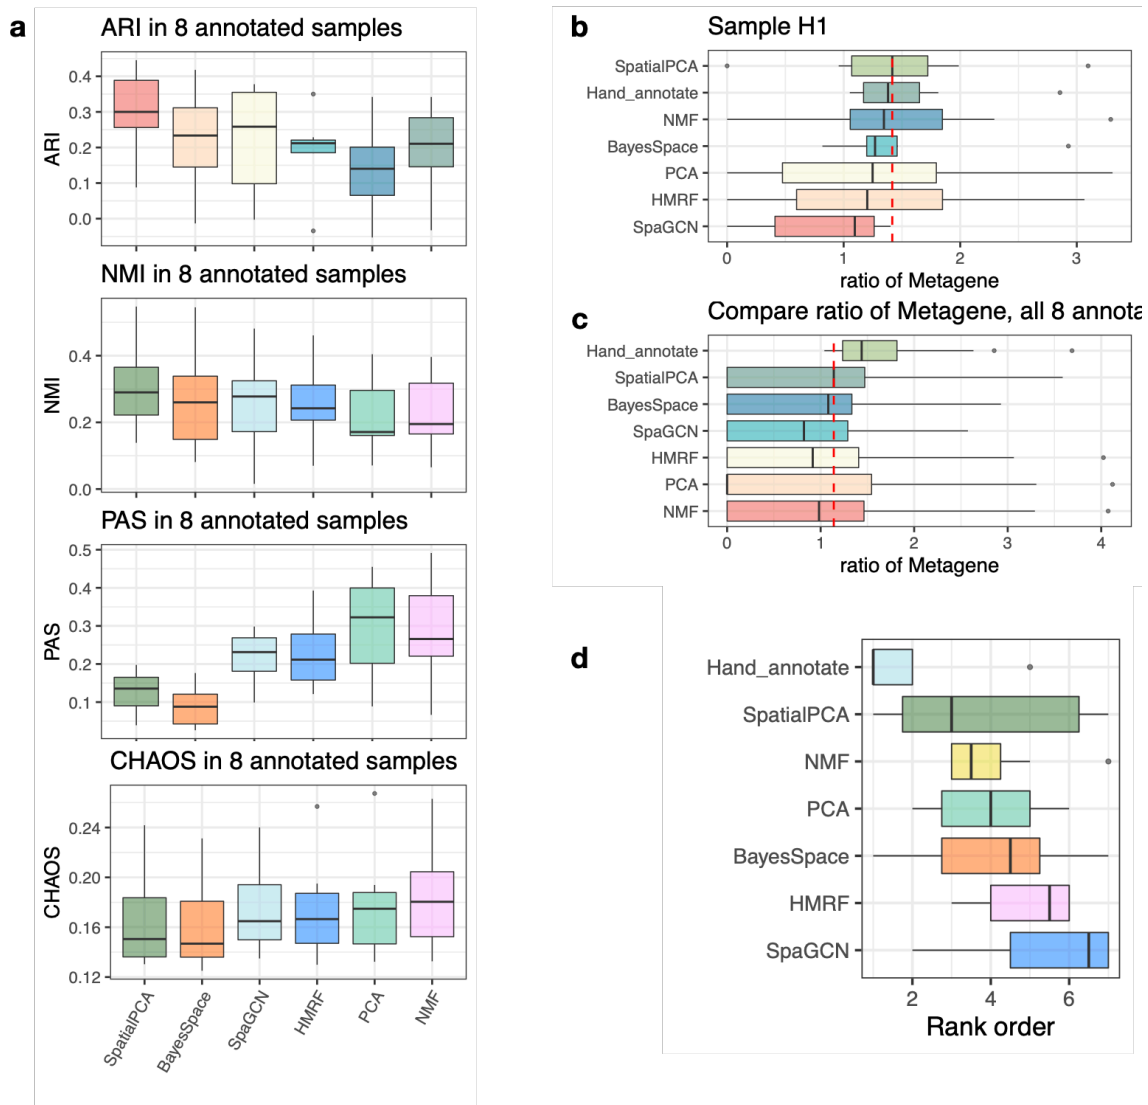 a
ARI in 8 annotated samples
ARI
0.4
0.3
0.2
0.1
0.0
NMI in 8 annotated samples
NMI
0.4
0.2
0.0
PAS in 8 annotated samples
PAS
0.5
0.4
0.3
0.2
0.1
CHAOS in 8 annotated samples
CHAOS
0.24
0.20
0.16
0.12
SpatialPCA
BayesSpace
SpaGCN
HMRF
PCA
NMF
b
Sample H1
SpatialPCA
Hand_annotate
NMF
BayesSpace
PCA
HMRF
SpaGCN
0 1 2 3
ratio of Metagene
c
Compare ratio of Metagene, all 8 annota
Hand_annotate
SpatialPCA
BayesSpace
SpaGCN
HMRF
PCA
NMF
0 1 2 3 4
ratio of Metagene
d
Hand_annotate
SpatialPCA
NMF
PCA
BayesSpace
HMRF
SpaGCN
2 4 6
Rank order